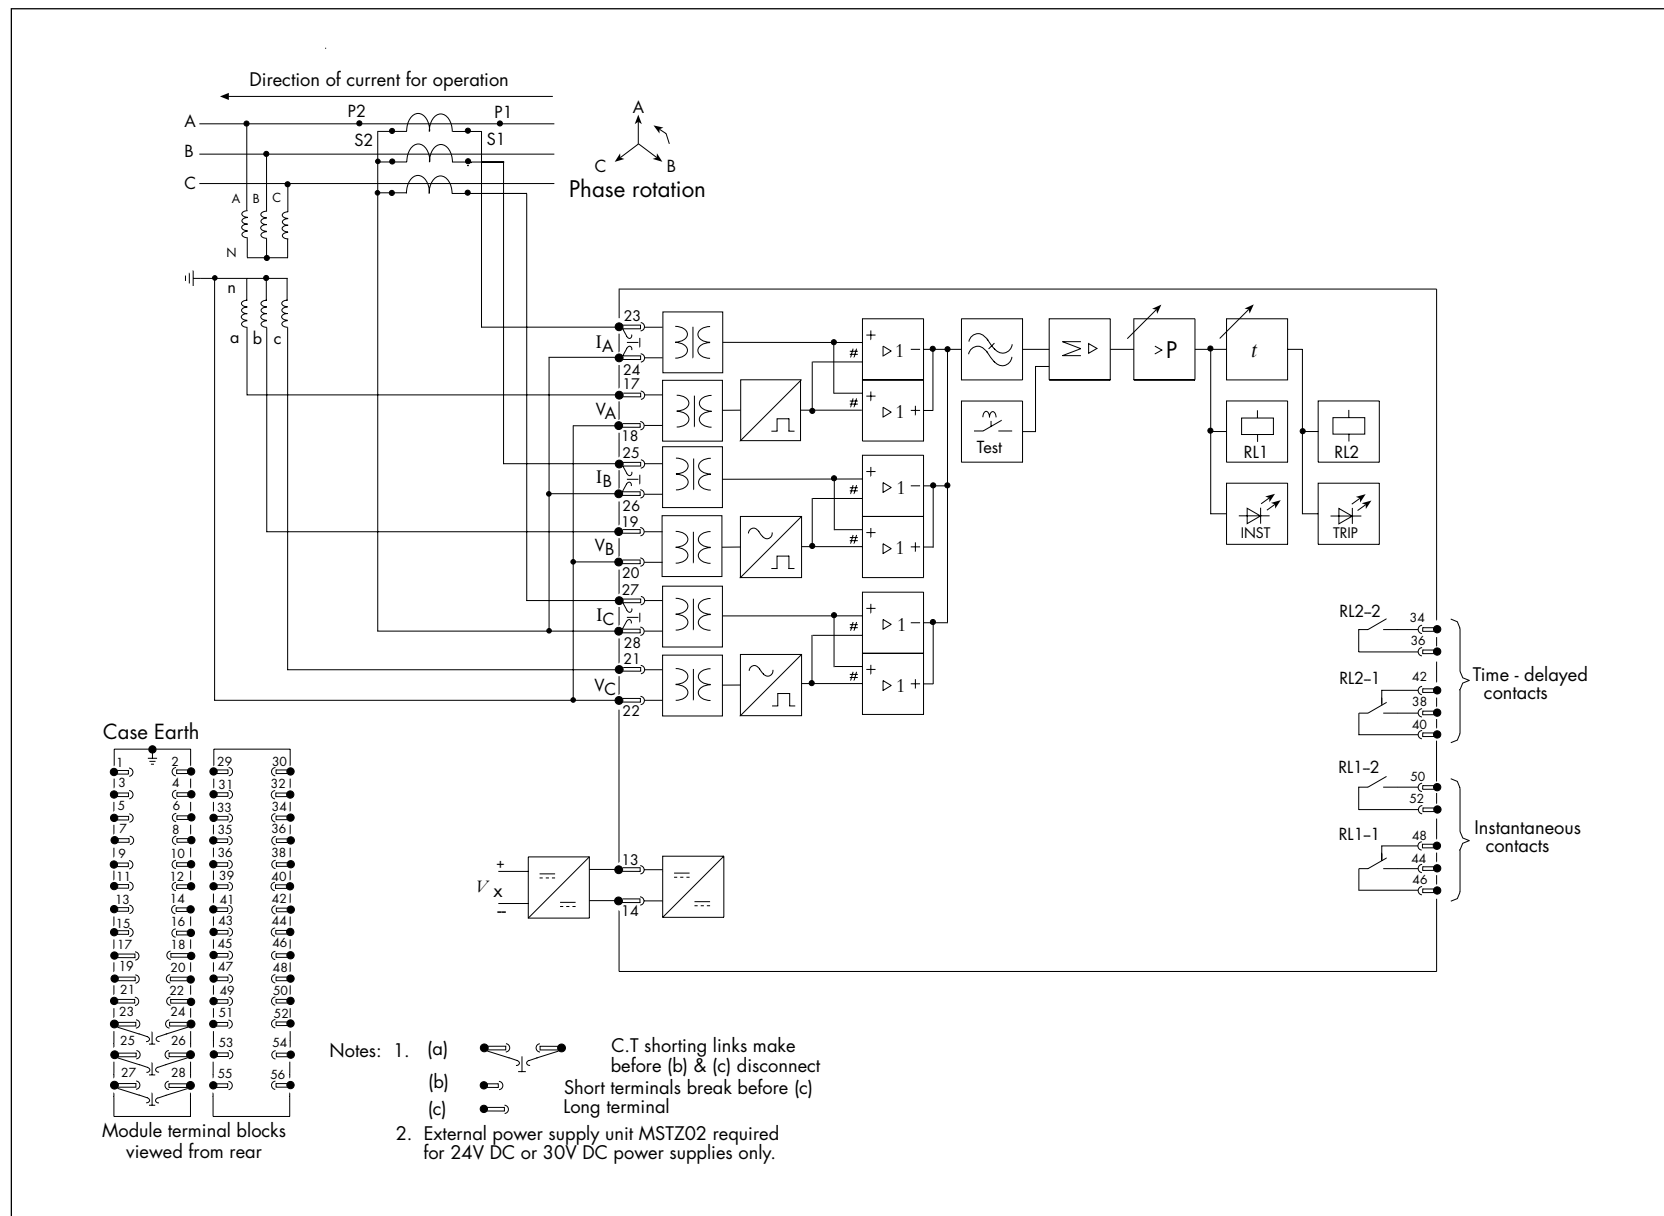 Direction of current for operation
A
P2
P1
S2
S1
B
C
A
B
C
N
n
a
b
c
A
C
B
Phase rotation
23
IA
24
17
VA
18
25
IB
26
19
VB
20
27
IC
28
21
VC
22
+
#
▷1 −
+
#
▷1 +
+
#
▷1 −
+
#
▷1 +
+
#
▷1 −
+
#
▷1 +
Σ ▷
>P
t
Test
RL1
RL2
INST
TRIP
RL2-2
34
36
RL2-1
42
38
40
Time - delayed
contacts
RL1-2
50
52
RL1-1
48
44
46
Instantaneous
contacts
+
Vx
−
13
14
Case Earth
1 2 29 30
3 4 31 32
5 6 33 34
7 8 35 36
9 10 36 38
11 12 39 40
13 14 41 42
15 16 43 44
17 18 45 46
19 20 47 48
21 22 49 50
23 24 51 52
25 26 53 54
27 28 55 56
Module terminal blocks
viewed from rear
Notes: 1. (a) C.T shorting links make
before (b) & (c) disconnect
(b) Short terminals break before (c)
(c) Long terminal
2. External power supply unit MSTZ02 required
for 24V DC or 30V DC power supplies only.